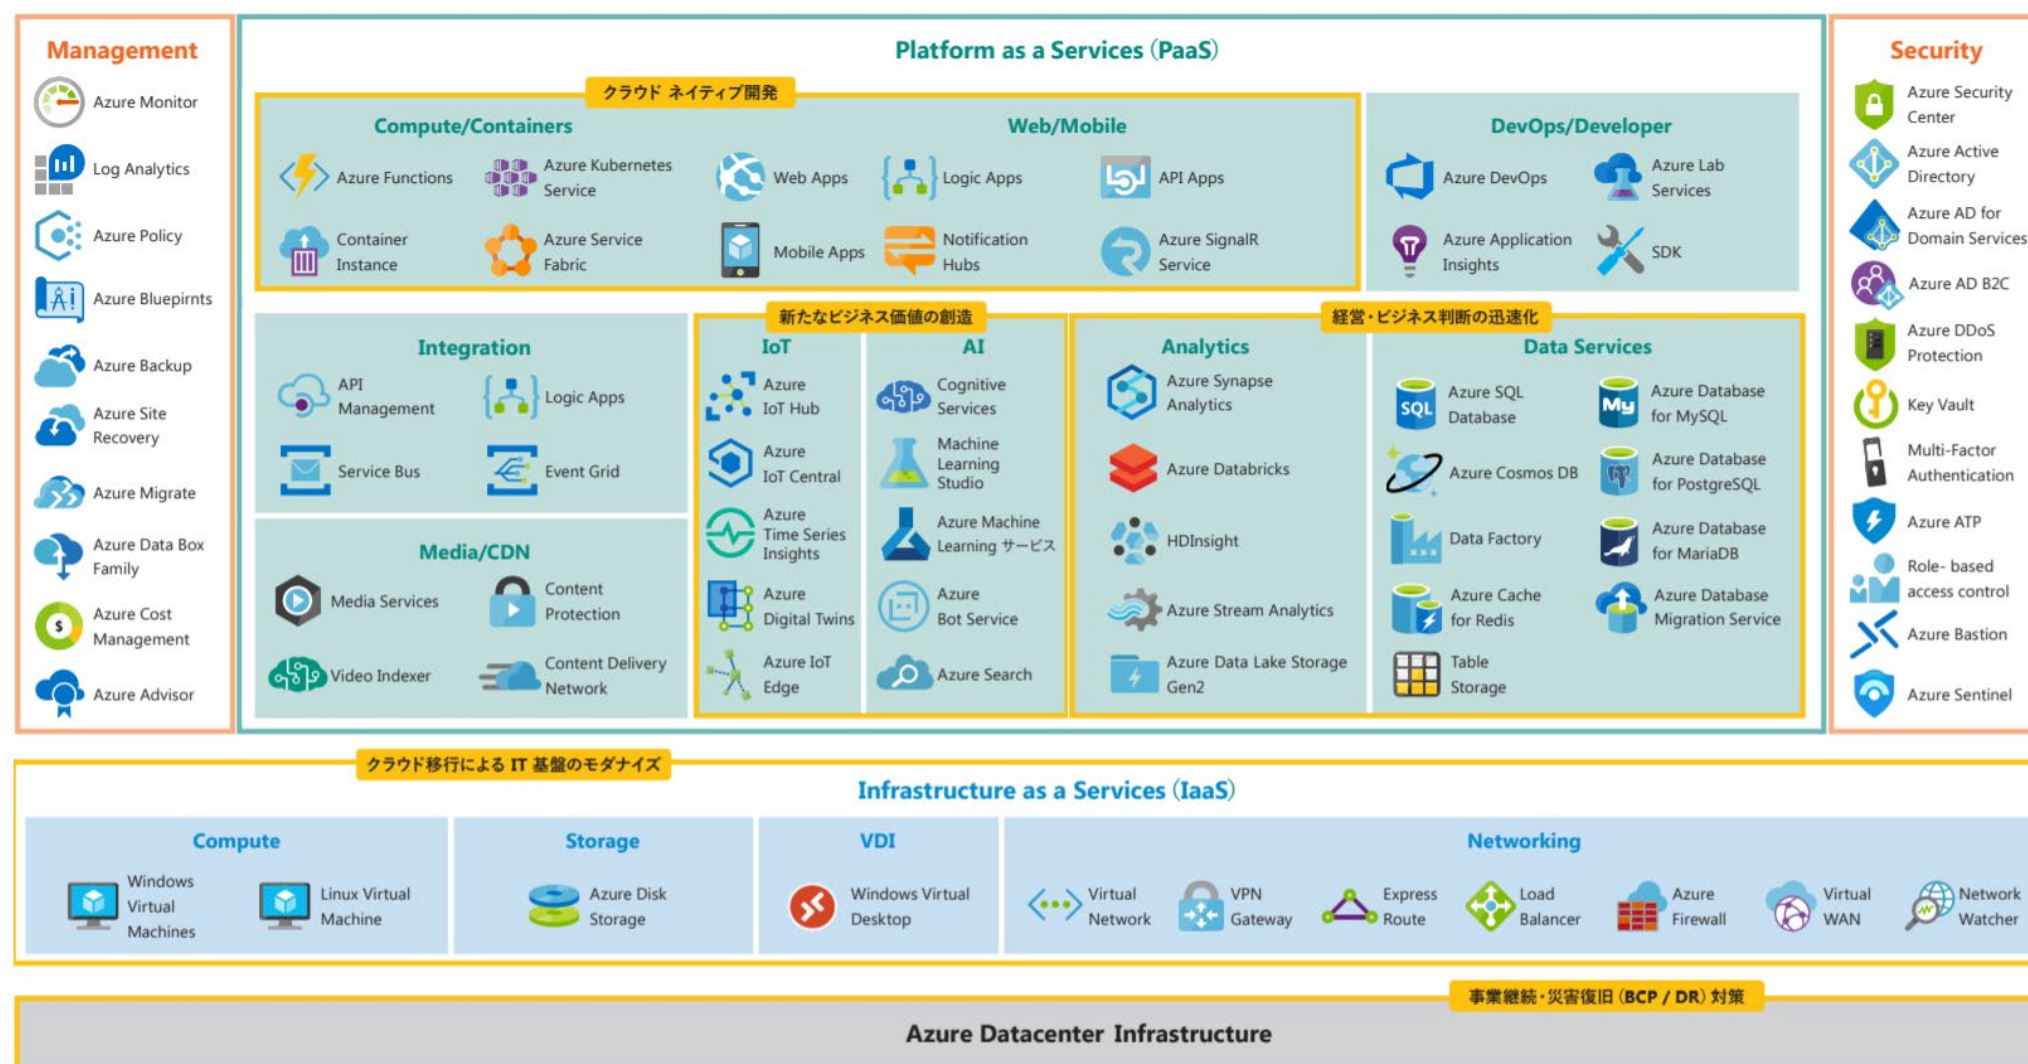 Management
Azure Monitor
Log Analytics
Azure Policy
Azure Bluepirnts
Azure Backup
Azure Site
Recovery
Azure Migrate
Azure Data Box
Family
Azure Cost
Management
Azure Advisor
Platform as a Services (PaaS)
クラウド ネイティブ開発
Compute/Containers
Azure Functions
Azure Kubernetes
Service
Container
Instance
Azure Service
Fabric
Web/Mobile
Web Apps
Logic Apps
API Apps
Mobile Apps
Notification
Hubs
Azure SignalR
Service
DevOps/Developer
Azure DevOps
Azure Lab
Services
Azure Application
Insights
SDK
Integration
API
Management
Logic Apps
Service Bus
Event Grid
Media/CDN
Media Services
Content
Protection
Video Indexer
Content Delivery
Network
新たなビジネス価値の創造
IoT
Azure
IoT Hub
Azure
IoT Central
Azure
Time Series
Insights
Azure
Digital Twins
Azure IoT
Edge
AI
Cognitive
Services
Machine
Learning
Studio
Azure Machine
Learning サービス
Azure
Bot Service
Azure Search
経営・ビジネス判断の迅速化
Analytics
Azure Synapse
Analytics
Azure Databricks
HDInsight
Azure Stream Analytics
Azure Data Lake Storage
Gen2
Data Services
SQL
Azure SQL
Database
My
Azure Database
for MySQL
Azure Cosmos DB
Azure Database
for PostgreSQL
Data Factory
Azure Database
for MariaDB
Azure Cache
for Redis
Azure Database
Migration Service
Table
Storage
Security
Azure Security
Center
Azure Active
Directory
Azure AD for
Domain Services
Azure AD B2C
Azure DDoS
Protection
Key Vault
Multi-Factor
Authentication
Azure ATP
Role- based
access control
Azure Bastion
Azure Sentinel
クラウド移行による IT 基盤のモダナイズ
Infrastructure as a Services (IaaS)
Compute
Windows
Virtual
Machines
Linux Virtual
Machine
Storage
Azure Disk
Storage
VDI
Windows Virtual
Desktop
Networking
Virtual
Network
VPN
Gateway
Express
Route
Load
Balancer
Azure
Firewall
Virtual
WAN
Network
Watcher
事業継続・災害復旧 (BCP / DR) 対策
Azure Datacenter Infrastructure